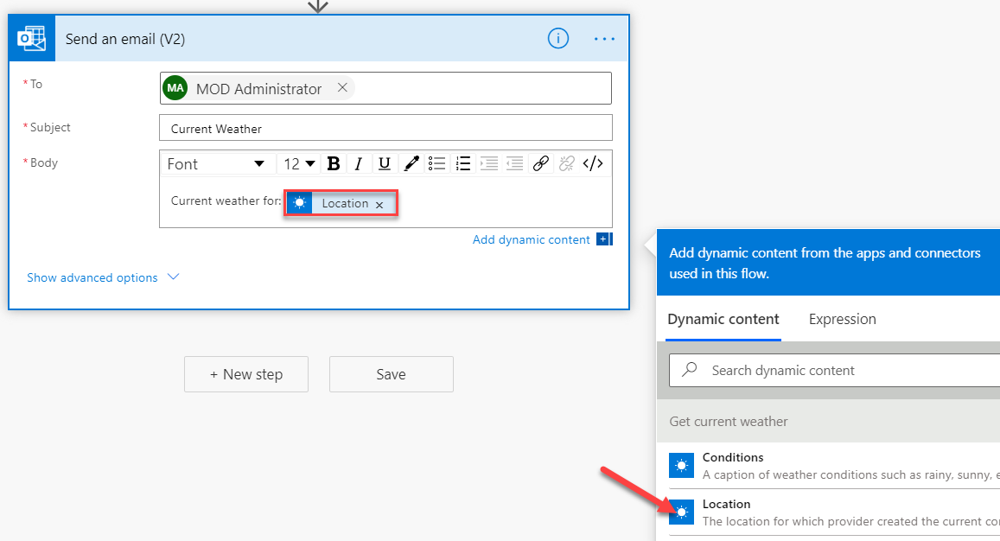 Send an email (V2)
* To
MA MOD Administrator
* Subject
Current Weather
* Body
Font 12 B I U </>
Current weather for: Location ×
Add dynamic content
Show advanced options
+ New step
Save
Add dynamic content from the apps and connectors
used in this flow.
Dynamic content Expression
Search dynamic content
Get current weather
Conditions
A caption of weather conditions such as rainy, sunny, e
Location
The location for which provider created the current co